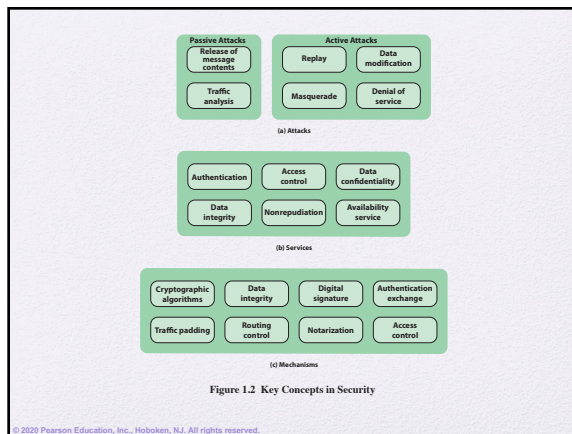 Passive Attacks
Release of
message
contents
Traffic
analysis
Active Attacks
Replay
Data
modification
Masquerade
Denial of
service
(a) Attacks
Authentication
Access
control
Data
confidentiality
Data
integrity
Nonrepudiation
Availability
service
(b) Services
Cryptographic
algorithms
Data
integrity
Digital
signature
Authentication
exchange
Traffic padding
Routing
control
Notarization
Access
control
(c) Mechanisms
Figure 1.2 Key Concepts in Security
© 2020 Pearson Education, Inc., Hoboken, NJ. All rights reserved.